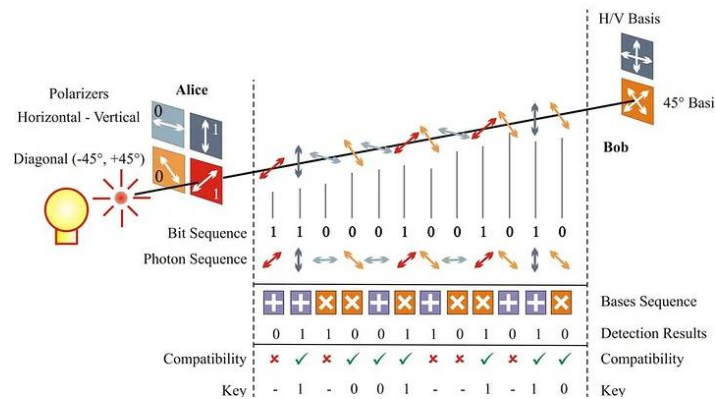 H/V Basis
Polarizers
Alice
Horizontal - Vertical
0
1
45° Basi
Diagonal (-45°, +45°)
0
1
Bob
Bit Sequence 1 1 0 0 0 1 0 0 1 0 1 0
Photon Sequence
Bases Sequence
0 1 1 0 0 1 1 0 1 0 1 0 Detection Results
Compatibility Compatibility
Key - 1 - 0 0 1 - - 1 - 1 0 Key